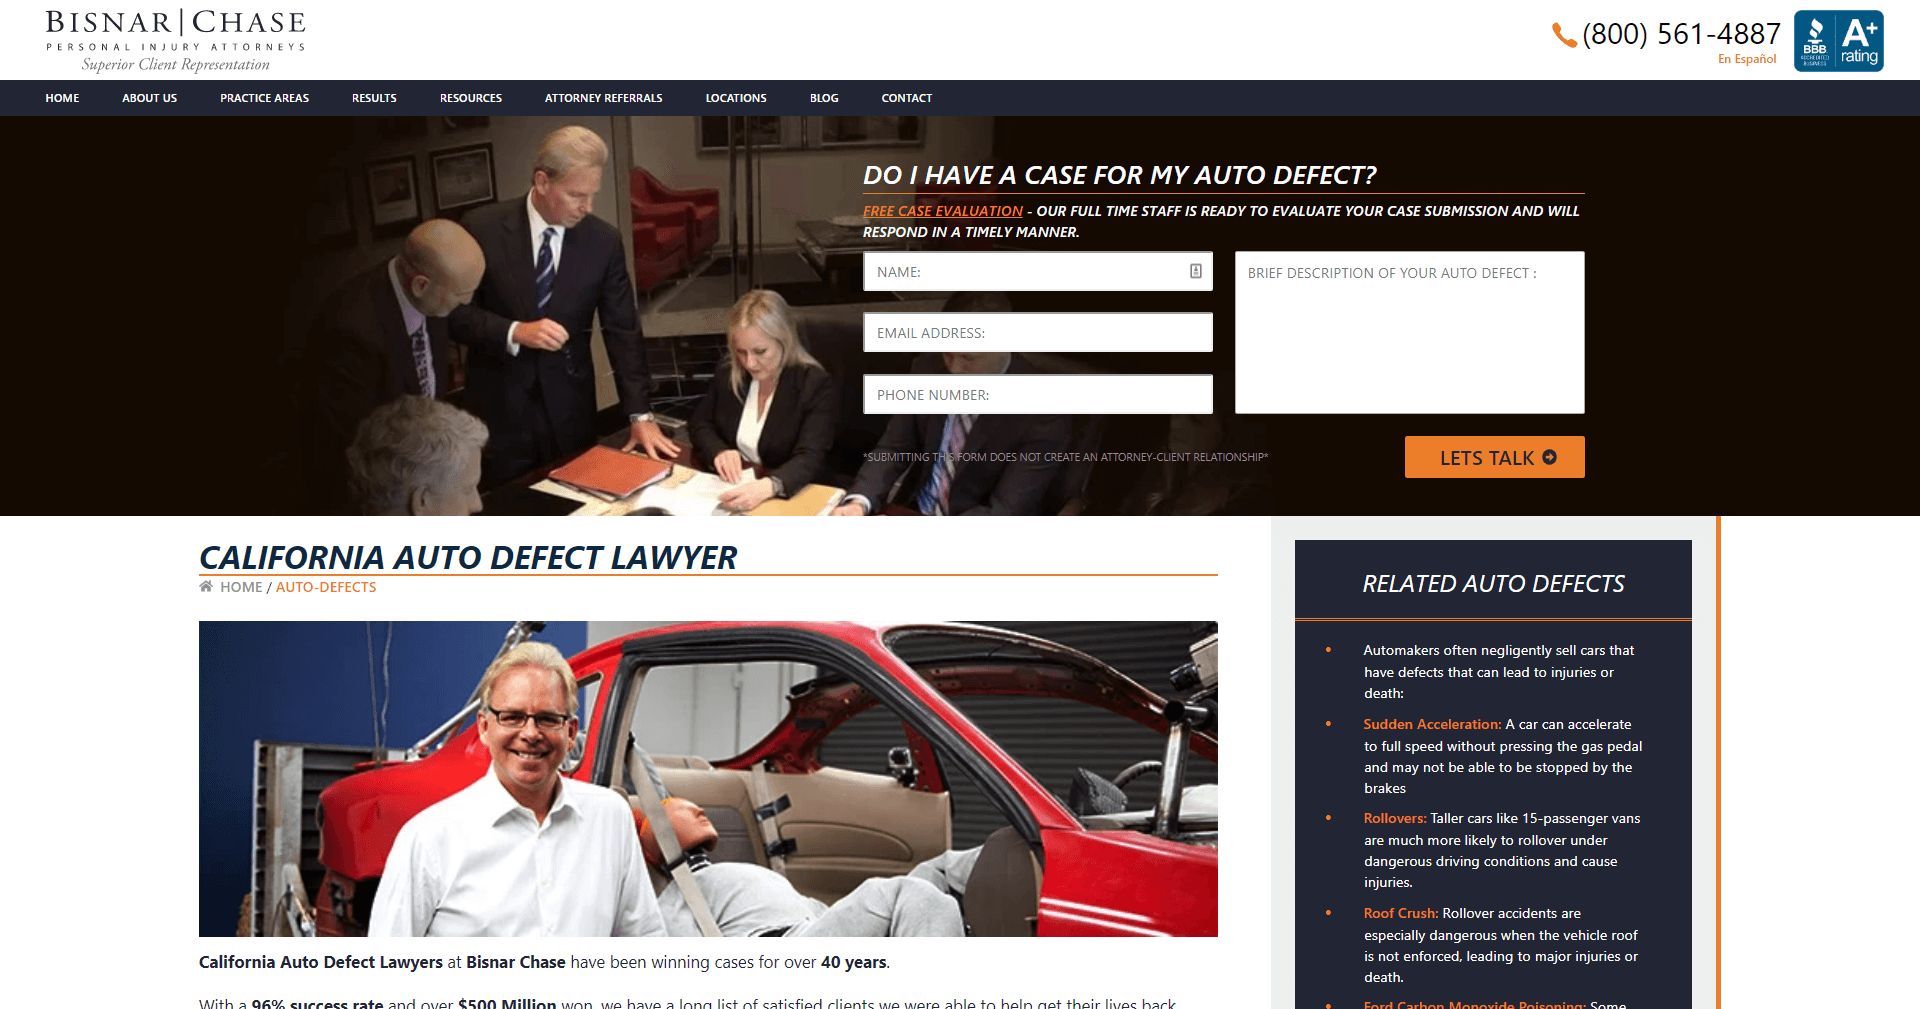 BISNAR|CHASE
PERSONAL INJURY ATTORNEYS
Superior Client Representation
(800) 561-4887
En Español
BBB
ACCREDITED
BUSINESS
A+
rating
HOME ABOUT US PRACTICE AREAS RESULTS RESOURCES ATTORNEY REFERRALS LOCATIONS BLOG CONTACT
DO I HAVE A CASE FOR MY AUTO DEFECT?
FREE CASE EVALUATION - OUR FULL TIME STAFF IS READY TO EVALUATE YOUR CASE SUBMISSION AND WILL
RESPOND IN A TIMELY MANNER.
NAME:
EMAIL ADDRESS:
PHONE NUMBER:
BRIEF DESCRIPTION OF YOUR AUTO DEFECT :
*SUBMITTING THIS FORM DOES NOT CREATE AN ATTORNEY-CLIENT RELATIONSHIP*
LETS TALK
CALIFORNIA AUTO DEFECT LAWYER
HOME / AUTO-DEFECTS
California Auto Defect Lawyers at Bisnar Chase have been winning cases for over 40 years.
With a 96% success rate and over $500 Million won, we have a long list of satisfied clients we were able to help get their lives back
RELATED AUTO DEFECTS
• Automakers often negligently sell cars that
have defects that can lead to injuries or
death:
• Sudden Acceleration: A car can accelerate
to full speed without pressing the gas pedal
and may not be able to be stopped by the
brakes
• Rollovers: Taller cars like 15-passenger vans
are much more likely to rollover under
dangerous driving conditions and cause
injuries.
• Roof Crush: Rollover accidents are
especially dangerous when the vehicle roof
is not enforced, leading to major injuries or
death.
• Ford Carbon Monoxide Poisoning: Some